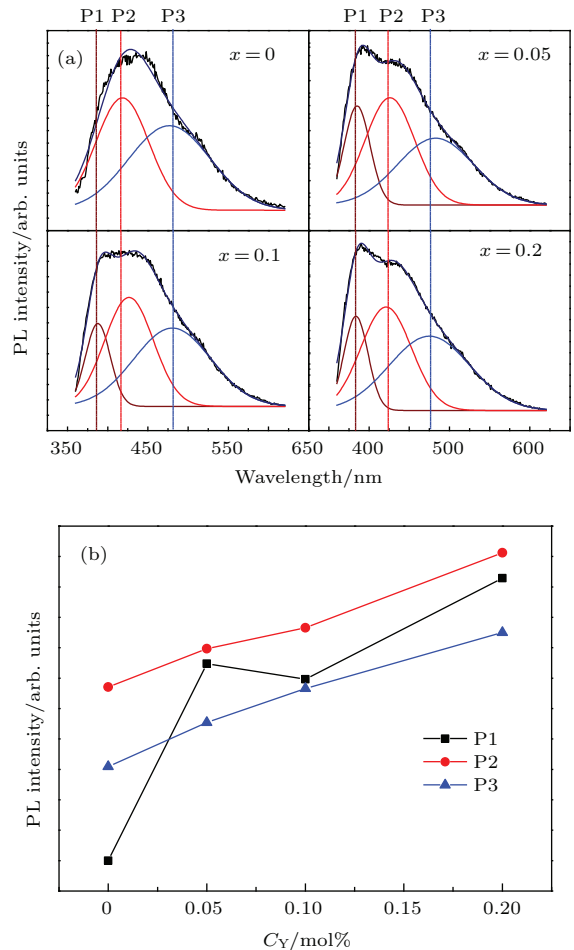 P1 P2 P3 P1 P2 P3
(a) x = 0 x = 0.05
x = 0.1 x = 0.2
PL intensity/arb. units
350 450 550 650 400 500 600
Wavelength/nm
(b)
PL intensity/arb. units
P1
P2
P3
0 0.05 0.10 0.15 0.20
C_Y/mol%